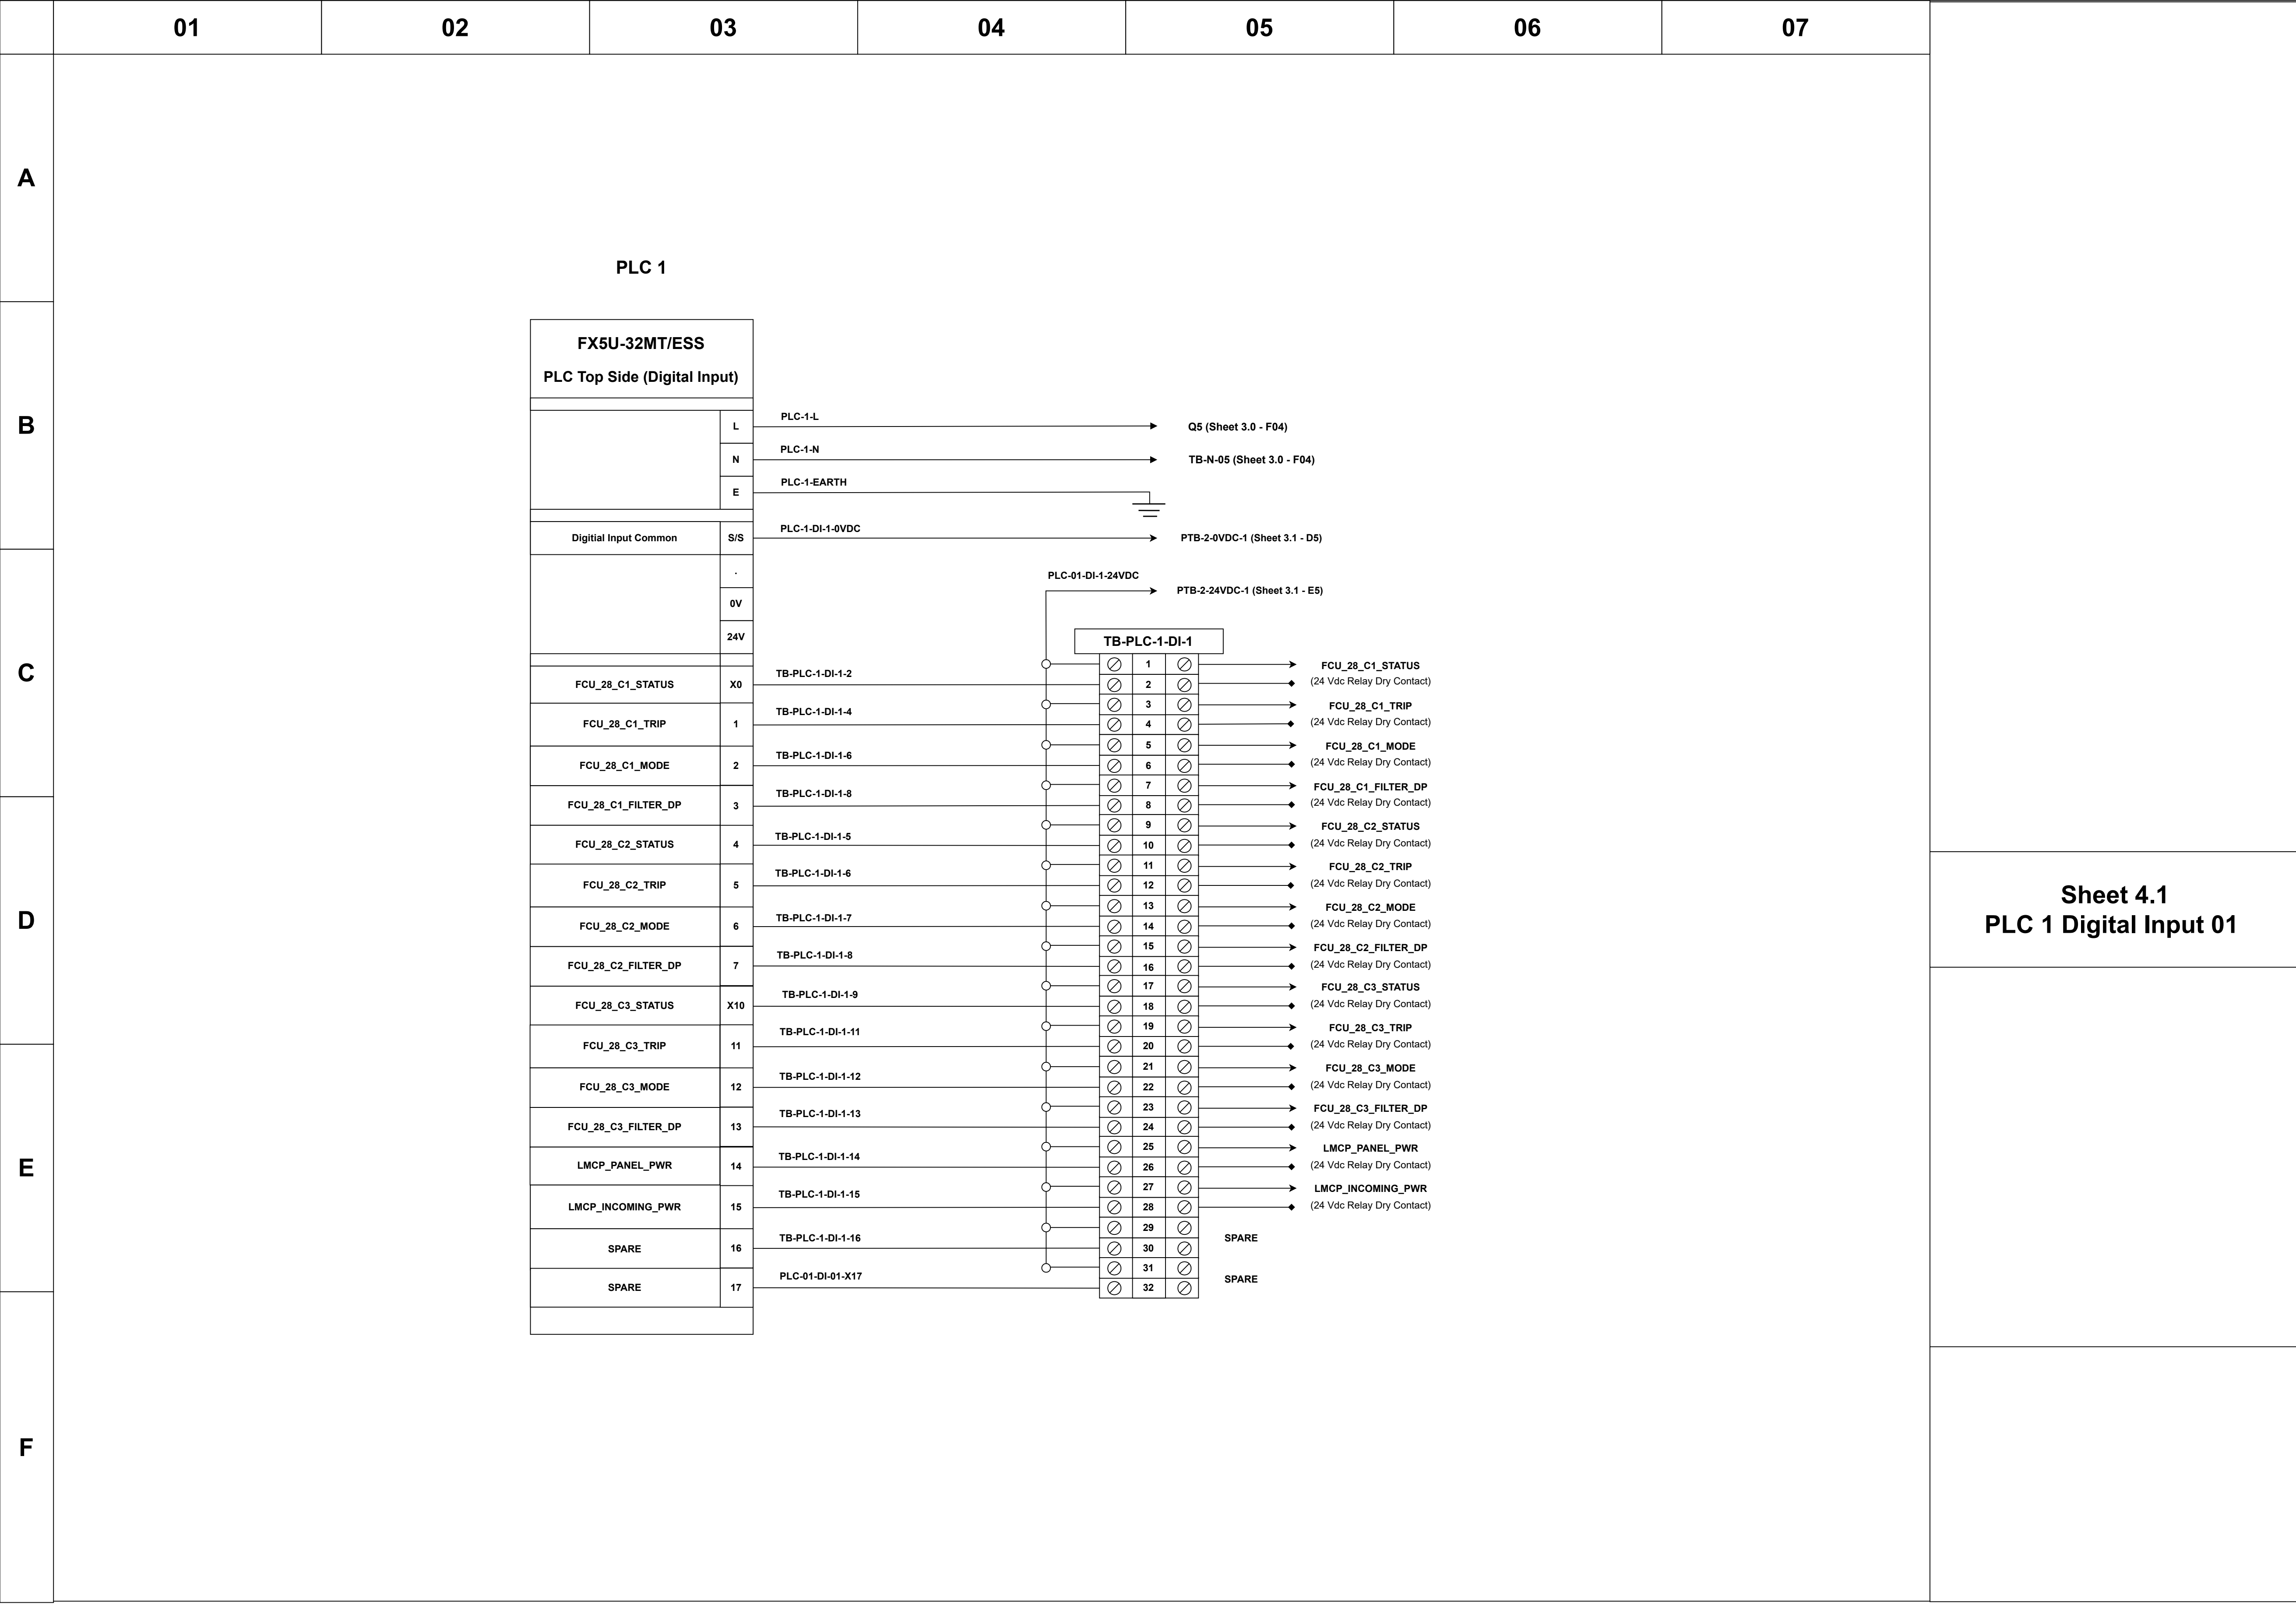 01 02 03 04 05 06 07
A
B
C
D
E
F
PLC 1
FX5U-32MT/ESS
PLC Top Side (Digital Input)
L PLC-1-L Q5 (Sheet 3.0 - F04)
N PLC-1-N TB-N-05 (Sheet 3.0 - F04)
E PLC-1-EARTH
Digitial Input Common S/S PLC-1-DI-1-0VDC PTB-2-0VDC-1 (Sheet 3.1 - D5)
.
PLC-01-DI-1-24VDC
PTB-2-24VDC-1 (Sheet 3.1 - E5)
0V
24V
TB-PLC-1-DI-1
FCU_28_C1_STATUS X0 TB-PLC-1-DI-1-2
FCU_28_C1_TRIP 1 TB-PLC-1-DI-1-4
FCU_28_C1_MODE 2 TB-PLC-1-DI-1-6
FCU_28_C1_FILTER_DP 3 TB-PLC-1-DI-1-8
FCU_28_C2_STATUS 4 TB-PLC-1-DI-1-5
FCU_28_C2_TRIP 5 TB-PLC-1-DI-1-6
FCU_28_C2_MODE 6 TB-PLC-1-DI-1-7
FCU_28_C2_FILTER_DP 7 TB-PLC-1-DI-1-8
FCU_28_C3_STATUS X10 TB-PLC-1-DI-1-9
FCU_28_C3_TRIP 11 TB-PLC-1-DI-1-11
FCU_28_C3_MODE 12 TB-PLC-1-DI-1-12
FCU_28_C3_FILTER_DP 13 TB-PLC-1-DI-1-13
LMCP_PANEL_PWR 14 TB-PLC-1-DI-1-14
LMCP_INCOMING_PWR 15 TB-PLC-1-DI-1-15
SPARE 16 TB-PLC-1-DI-1-16
SPARE 17 PLC-01-DI-01-X17
1 FCU_28_C1_STATUS
2 (24 Vdc Relay Dry Contact)
3 FCU_28_C1_TRIP
4 (24 Vdc Relay Dry Contact)
5 FCU_28_C1_MODE
6 (24 Vdc Relay Dry Contact)
7 FCU_28_C1_FILTER_DP
8 (24 Vdc Relay Dry Contact)
9 FCU_28_C2_STATUS
10 (24 Vdc Relay Dry Contact)
11 FCU_28_C2_TRIP
12 (24 Vdc Relay Dry Contact)
13 FCU_28_C2_MODE
14 (24 Vdc Relay Dry Contact)
15 FCU_28_C2_FILTER_DP
16 (24 Vdc Relay Dry Contact)
17 FCU_28_C3_STATUS
18 (24 Vdc Relay Dry Contact)
19 FCU_28_C3_TRIP
20 (24 Vdc Relay Dry Contact)
21 FCU_28_C3_MODE
22 (24 Vdc Relay Dry Contact)
23 FCU_28_C3_FILTER_DP
24 (24 Vdc Relay Dry Contact)
25 LMCP_PANEL_PWR
26 (24 Vdc Relay Dry Contact)
27 LMCP_INCOMING_PWR
28 (24 Vdc Relay Dry Contact)
29
SPARE
30
31
SPARE
32
Sheet 4.1
PLC 1 Digital Input 01